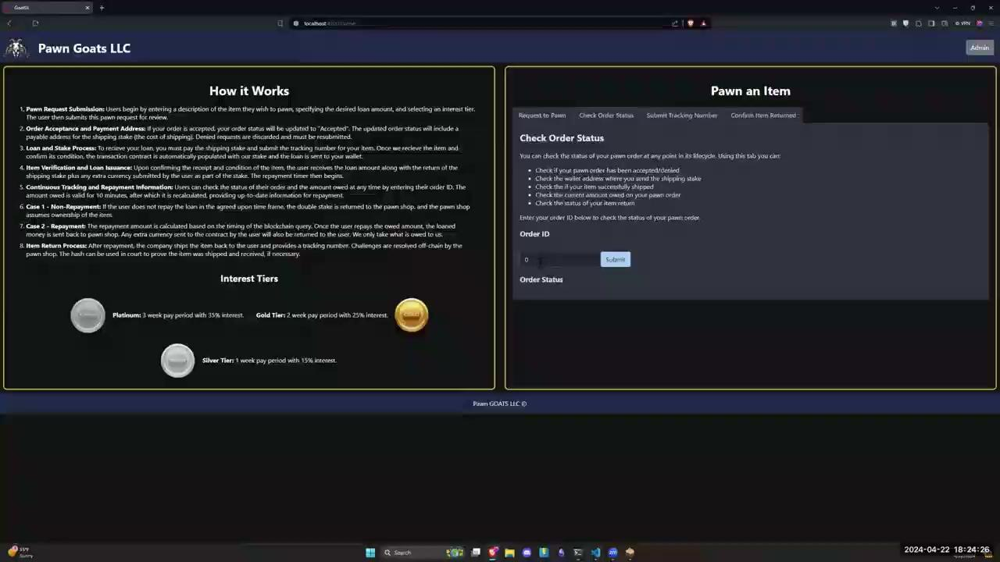 GoatsIi
localhost
VPN
Pawn Goats LLC
Admin
How it Works
1. Pawn Request Submission: Users begin by entering a description of the item they wish to pawn, specifying the desired loan amount, and selecting an interest tier.
The user then submits this pawn request for review.
2. Order Acceptance and Payment Address: If your order is accepted, your order status will be updated to "Accepted". The updated order status will include a
payable address for the shipping stake (the cost of shipping). Denied requests are discarded and must be resubmitted.
3. Loan and Stake Process: To recieve your loan, you must pay the shipping stake and submit the tracking number for your item. Once we recieve the item and
confirm its condition, the transaction contract is automatically populated with our stake and the loan is sent to your wallet.
4. Item Verification and Loan Issuance: Upon confirming the receipt and condition of the item, the user receives the loan amount along with the return of the
shipping stake plus any extra currency submitted by the user as part of the stake. The repayment timer then begins.
5. Continuous Tracking and Repayment Information: Users can check the status of their order and the amount owed at any time by entering their order ID. The
amount owed is valid for 10 minutes, after which it is recalculated, providing up-to-date information for repayment.
6. Case 1 - Non-Repayment: If the user does not repay the loan in the agreed upon time frame, the double stake is returned to the pawn shop, and the pawn shop
assumes ownership of the item.
7. Case 2 - Repayment: The repayment amount is calculated based on the timing of the blockchain query. Once the user repays the owed amount, the loaned
money is sent back to pawn shop. Any extra currency sent to the contract by the user will also be returned to the user. We only take what is owed to us.
8. Item Return Process: After repayment, the company ships the item back to the user and provides a tracking number. Challenges are resolved off-chain by the
pawn shop. The hash can be used in court to prove the item was shipped and received, if necessary.
Interest Tiers
Platinum: 3 week pay period with 35% interest.
Gold Tier: 2 week pay period with 25% interest.
Silver Tier: 1 week pay period with 15% interest.
Pawn an Item
Request to Pawn
Check Order Status
Submit Tracking Number
Confirm Item Returned
Check Order Status
You can check the status of your pawn order at any point in its lifecycle. Using this tab you can:
Check if your pawn order has been accepted/denied
Check the wallet address where you send the shipping stake
Check the if your item successfully shipped
Check the current amount owed on your pawn order
Check the status of your item return
Enter your order ID below to check the status of your pawn order.
Order ID
0
Submit
Order Status
Pawn GOATS LLC ©
Sunny
Search
2024-04-22 18:24:26